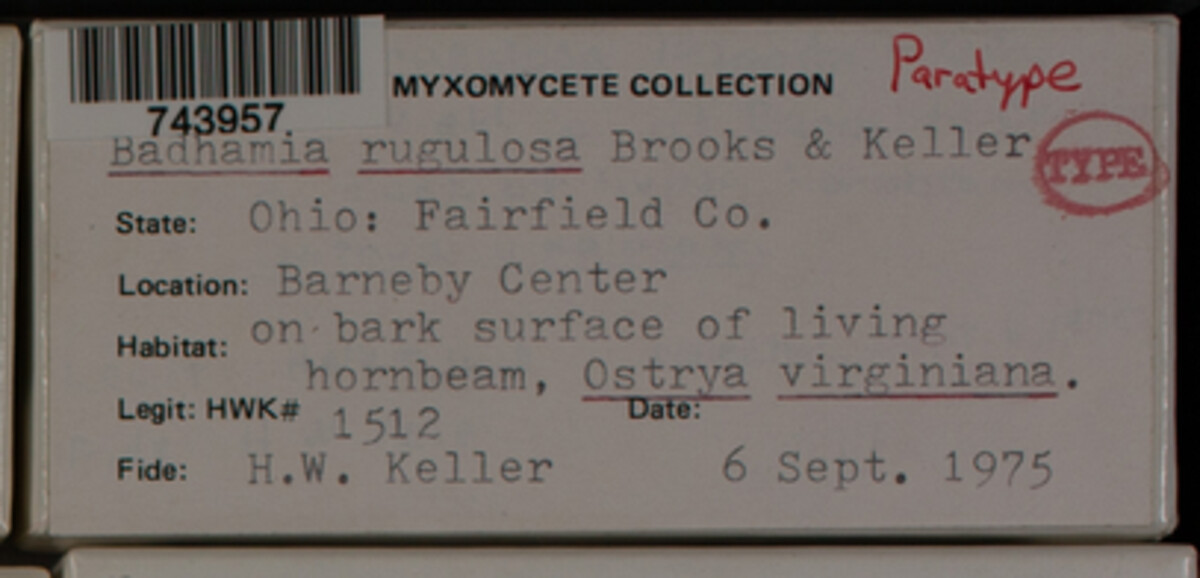 Paratype
MYXOMYCETE COLLECTION
743957
Badhamia rugulosa Brooks & Keller
TYPE
State: Ohio: Fairfield Co.
Location: Barneby Center
Habitat: on bark surface of living
hornbeam, Ostrya virginiana.
Legit: HWK# 1512 Date:
Fide: H.W. Keller 6 Sept. 1975